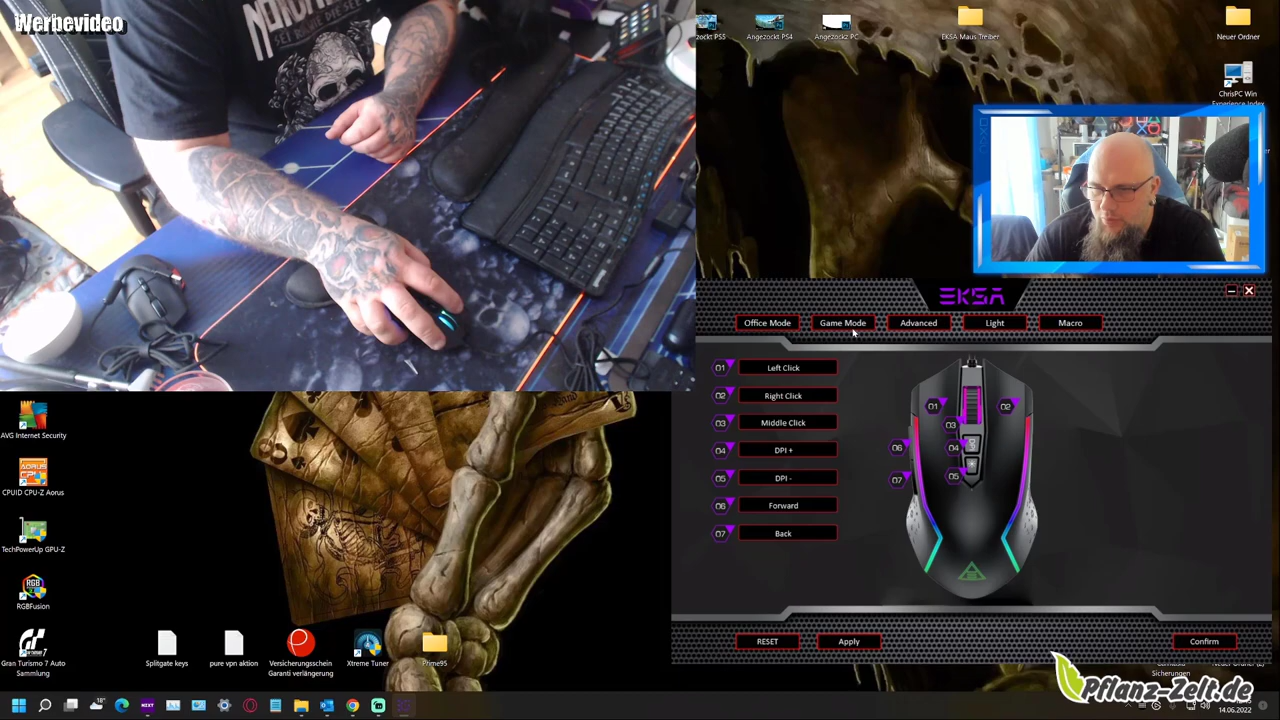 Werbevideo
Angezockt PS4
Angezockt PC
EKSA Maus Treiber
Neuer Ordner
ChrisPC Win
Experience Index
EKSA
Office Mode
Game Mode
Advanced
Light
Macro
01 Left Click
02 Right Click
03 Middle Click
04 DPI +
05 DPI -
06 Forward
07 Back
01
02
03
04
05
06
07
RESET
Apply
Confirm
AVG Internet Security
CPUID CPU-Z Aorus
TechPowerUp GPU-Z
RGB
RGBFusion
Gran Turismo 7 Auto
Sammlung
Splitgate keys
pure vpn aktion
Versicherungsschein
Garanti verlängerung
Xtreme Tuner
Prime95
Pflanz-Zelt.de
18°
NEXT
14.06.2022